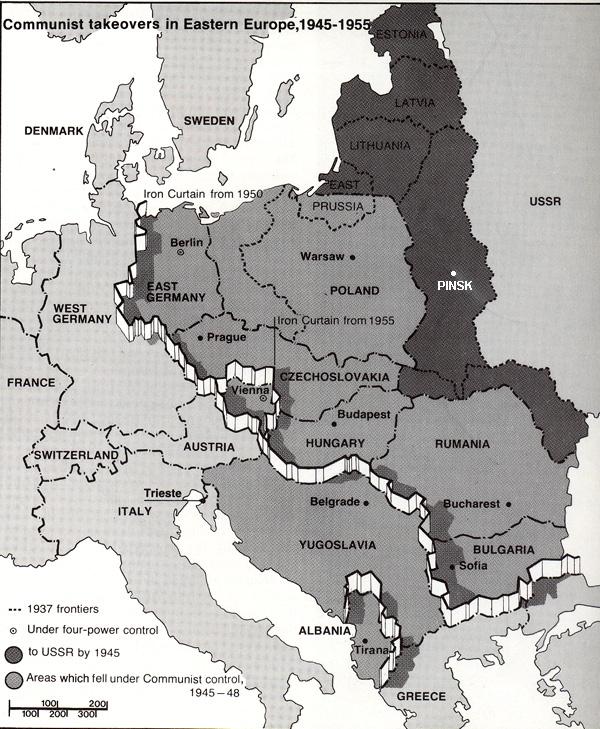 Communist takeovers in Eastern Europe,1945-1955
ESTONIA
LATVIA
SWEDEN
DENMARK
LITHUANIA
EAST
PRUSSIA
Iron Curtain from 1950
USSR
Berlin
Warsaw
PINSK
EAST
GERMANY
POLAND
WEST
GERMANY
Iron Curtain from 1955
Prague
CZECHOSLOVAKIA
FRANCE
Vienna
Budapest
AUSTRIA
HUNGARY
RUMANIA
SWITZERLAND
Trieste
ITALY
Belgrade
Bucharest
YUGOSLAVIA
BULGARIA
Sofia
ALBANIA
Tirana
GREECE
1937 frontiers
Under four-power control
to USSR by 1945
Areas which fell under Communist control,
1945–48
100 200 300
100 200 300